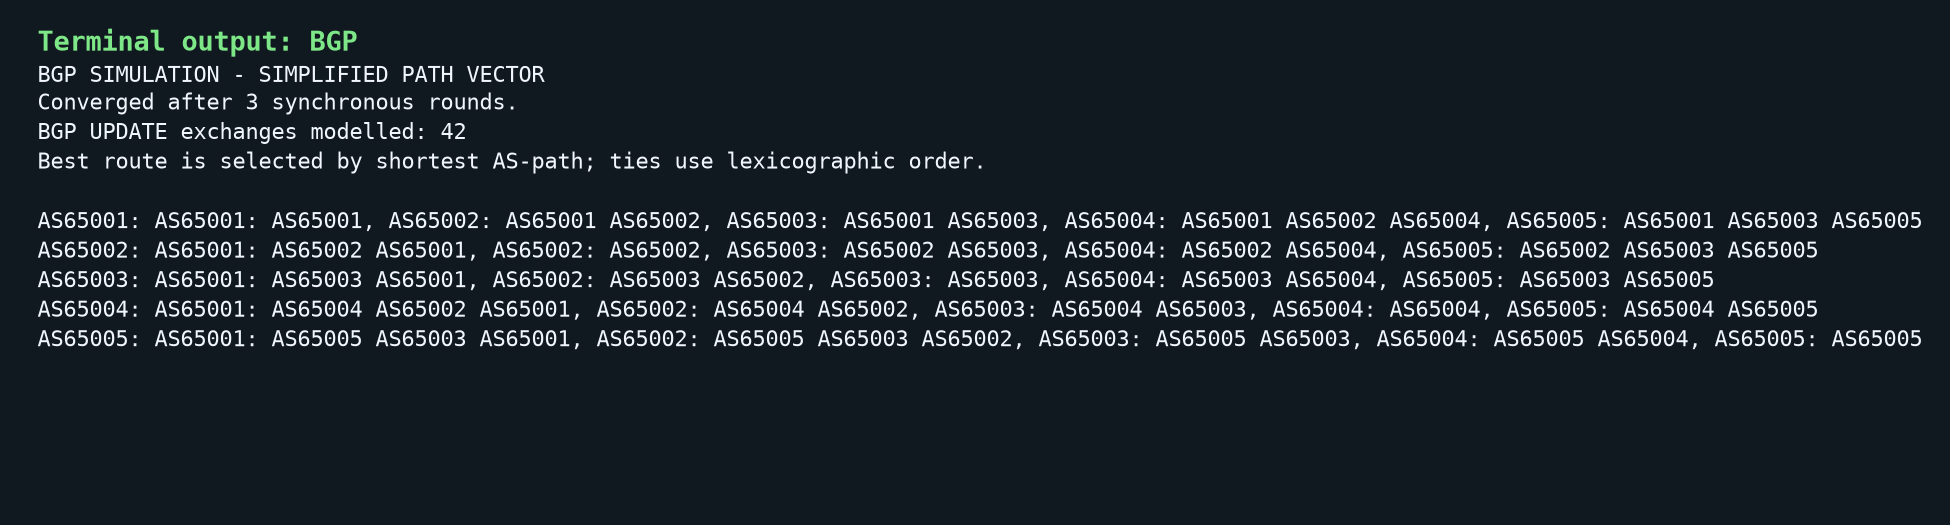 Terminal output: BGP
BGP SIMULATION - SIMPLIFIED PATH VECTOR
Converged after 3 synchronous rounds.
BGP UPDATE exchanges modelled: 42
Best route is selected by shortest AS-path; ties use lexicographic order.
AS65001: AS65001: AS65001, AS65002: AS65001 AS65002, AS65003: AS65001 AS65003, AS65004: AS65001 AS65002 AS65004, AS65005: AS65001 AS65003 AS65005
AS65002: AS65001: AS65002 AS65001, AS65002: AS65002, AS65003: AS65002 AS65003, AS65004: AS65002 AS65004, AS65005: AS65002 AS65003 AS65005
AS65003: AS65001: AS65003 AS65001, AS65002: AS65003 AS65002, AS65003: AS65003, AS65004: AS65003 AS65004, AS65005: AS65003 AS65005
AS65004: AS65001: AS65004 AS65002 AS65001, AS65002: AS65004 AS65002, AS65003: AS65004 AS65003, AS65004: AS65004, AS65005: AS65004 AS65005
AS65005: AS65001: AS65005 AS65003 AS65001, AS65002: AS65005 AS65003 AS65002, AS65003: AS65005 AS65003, AS65004: AS65005 AS65004, AS65005: AS65005